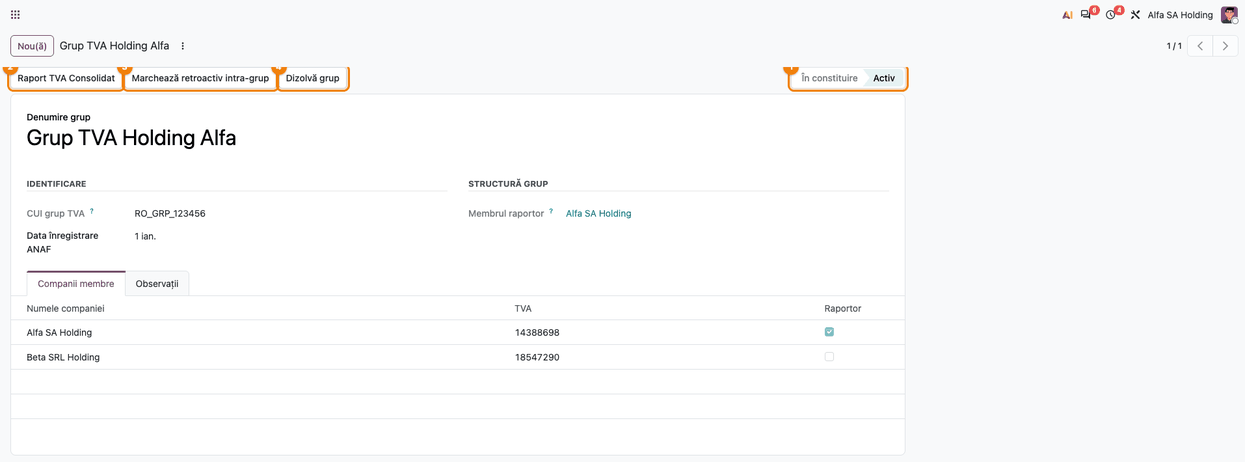 AI 6 4 Alfa SA Holding
Nou(ă) Grup TVA Holding Alfa 1 / 1
Raport TVA Consolidat Marchează retroactiv intra-grup Dizolvă grup În constituire Activ
Denumire grup
Grup TVA Holding Alfa
IDENTIFICARE STRUCTURĂ GRUP
CUI grup TVA ? RO_GRP_123456 Membrul raportor ? Alfa SA Holding
Data înregistrare 1 ian.
ANAF
Companii membre Observații
Numele companiei TVA Raportor
Alfa SA Holding 14388698
Beta SRL Holding 18547290